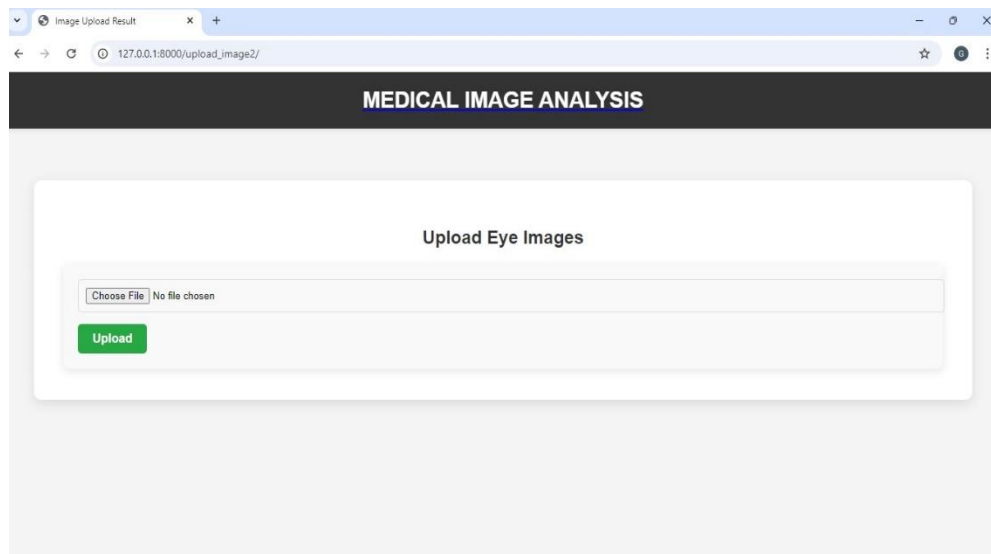 Image Upload Result
127.0.0.1:8000/upload_image2/
G
MEDICAL IMAGE ANALYSIS
Upload Eye Images
Choose File No file chosen
Upload